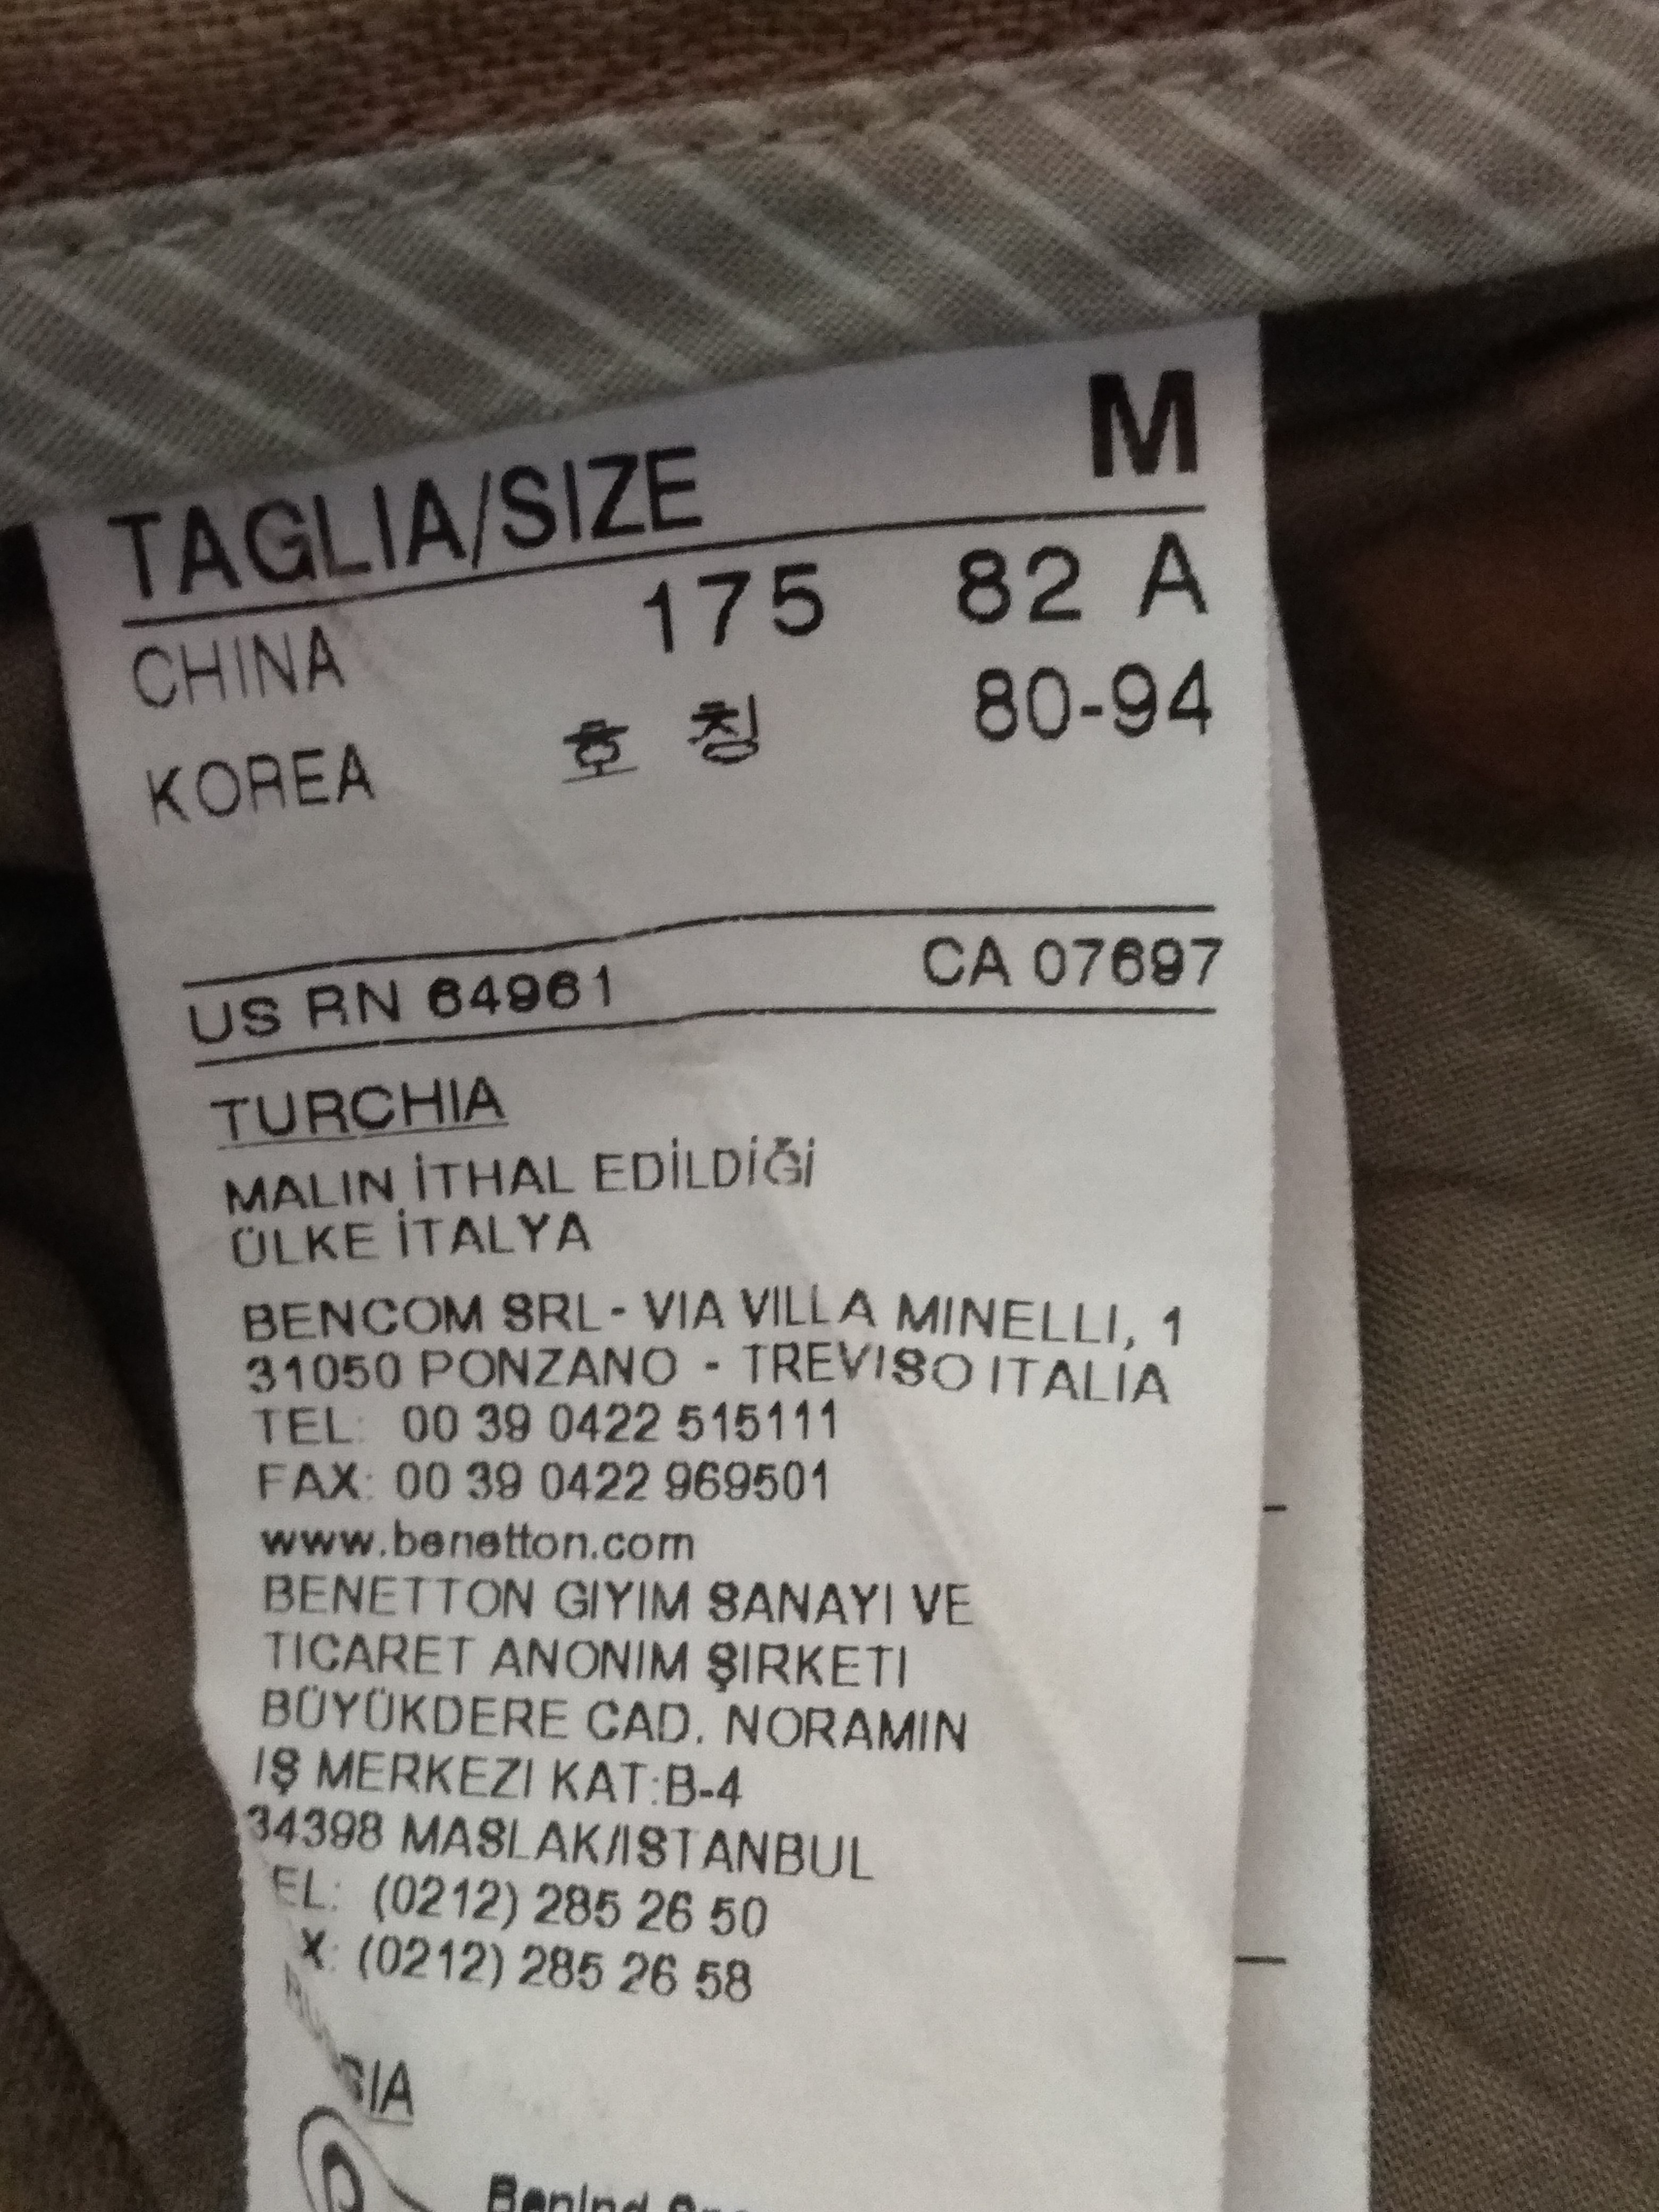 TAGLIA/SIZE M
CHINA 175 82 A
KOREA 호칭 80-94
US RN 64961 CA 07697
TURCHIA
MALIN İTHAL EDİLDİĞİ
ÜLKE İTALYA
BENCOM SRL - VIA VILLA MINELLI, 1
31050 PONZANO - TREVISO ITALIA
TEL: 00 39 0422 515111
FAX: 00 39 0422 969501
www.benetton.com
BENETTON GIYIM SANAYI VE
TICARET ANONIM ŞIRKETI
BÜYÜKDERE CAD. NORAMIN
IŞ MERKEZI KAT:B-4
34398 MASLAK/ISTANBUL
EL: (0212) 285 26 50
X: (0212) 285 26 58